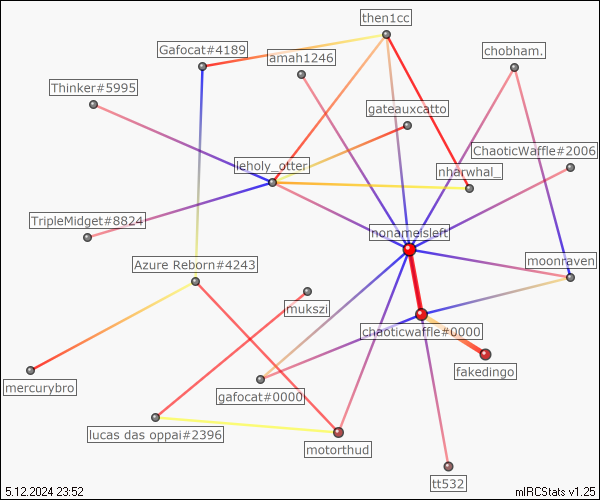 then1cc
Gafocat#4189
amah1246
chobham.
Thinker#5995
gateauxcatto
ChaoticWaffle#2006
leholy_otter
nharwhal_
TripleMidget#8824
nonameisleft
Azure Reborn#4243
moonraven
mukszi
chaoticwaffle#0000
fakedingo
mercurybro
gafocat#0000
lucas das oppai#2396
motorthud
tt532
5.12.2024 23:52
mIRCStats v1.25